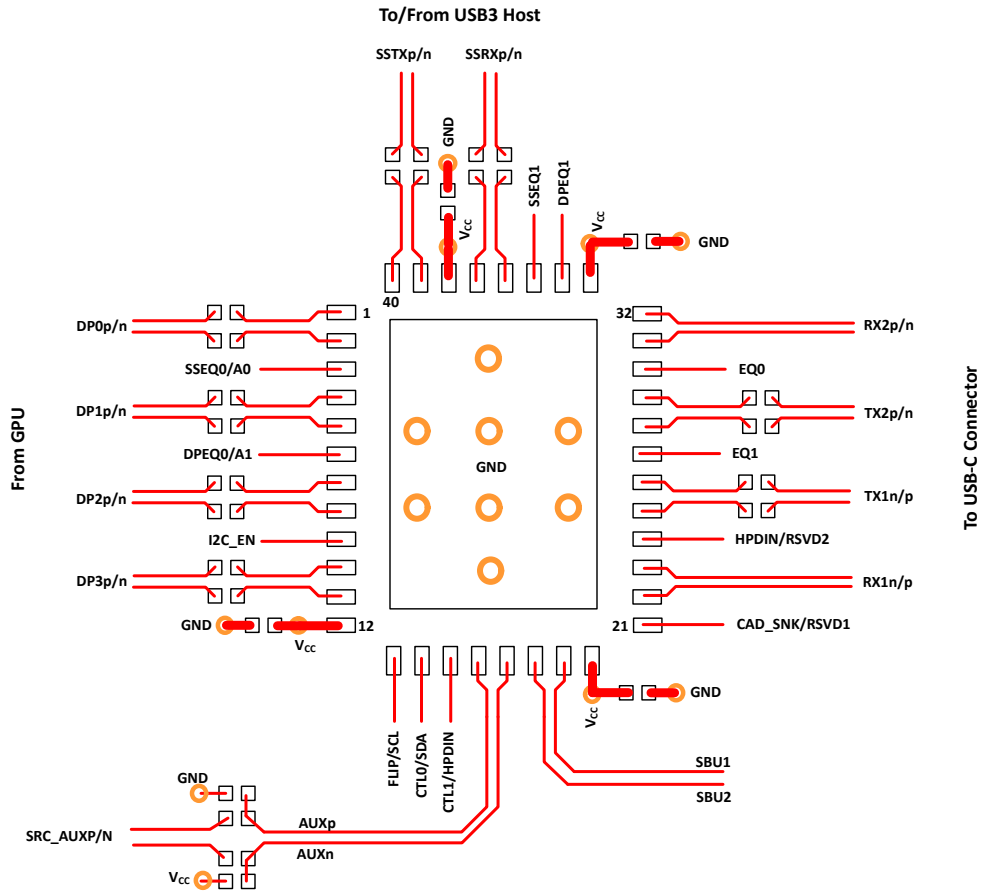 To/From USB3 Host
SSTXp/n
SSRXp/n
GND
SSEQ1
DPEQ1
VCC
VCC
GND
40
1
32
DP0p/n
RX2p/n
SSEQ0/A0
EQ0
DP1p/n
TX2p/n
From GPU
DPEQ0/A1
EQ1
GND
To USB-C Connector
DP2p/n
TX1n/p
I2C_EN
HPDIN/RSVD2
DP3p/n
RX1n/p
GND
12
21
CAD_SNK/RSVD1
VCC
GND
VCC
FLIP/SCL
CTL0/SDA
CTL1/HPDIN
SBU1
SBU2
GND
AUXp
SRC_AUXP/N
AUXn
VCC